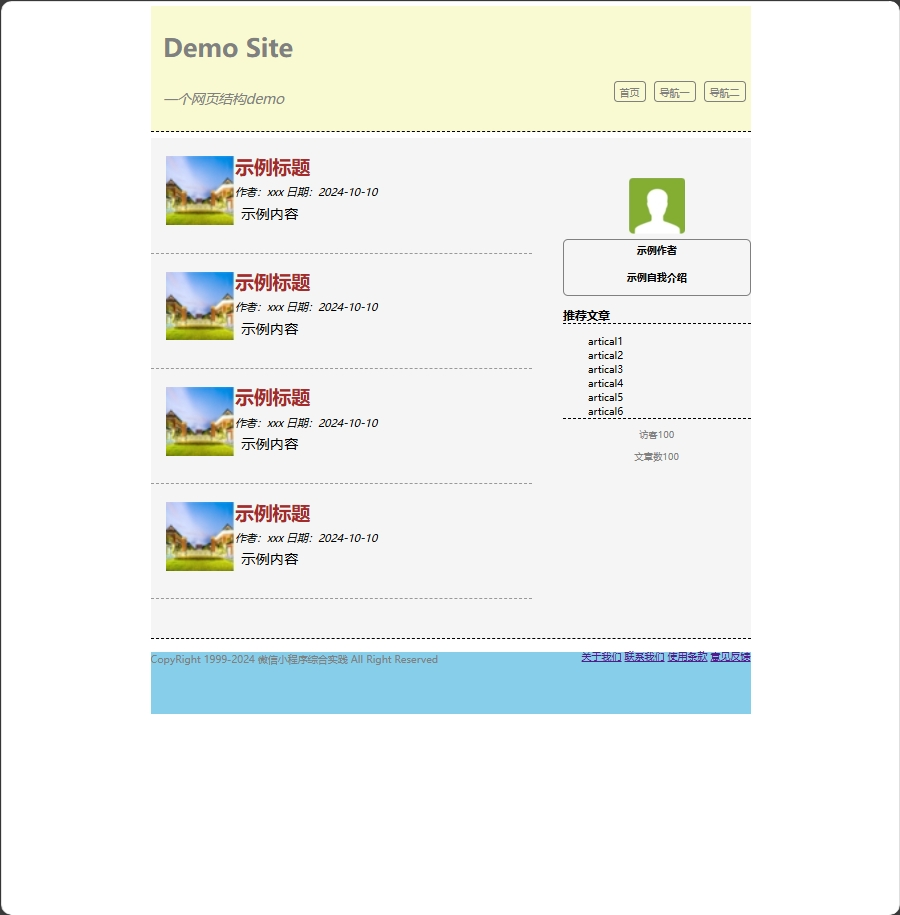 Demo Site
一个网页结构demo
首页 导航一 导航二
示例标题
作者：xxx 日期：2024-10-10
示例内容
示例标题
作者：xxx 日期：2024-10-10
示例内容
示例标题
作者：xxx 日期：2024-10-10
示例内容
示例标题
作者：xxx 日期：2024-10-10
示例内容
示例作者
示例自我介绍
推荐文章
artical1
artical2
artical3
artical4
artical5
artical6
访客100
文章数100
CopyRight 1999-2024 微信小程序综合实践 All Right Reserved
关于我们 联系我们 使用条款 意见反馈